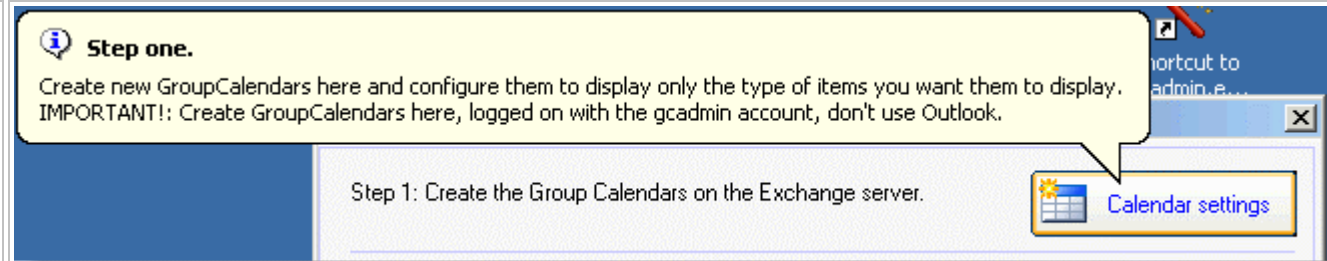 Step one.
Create new GroupCalendars here and configure them to display only the type of items you want them to display.
IMPORTANT!: Create GroupCalendars here, logged on with the gcadmin account, don't use Outlook.
ortcut to
admin.e...
Step 1: Create the Group Calendars on the Exchange server.
Calendar settings